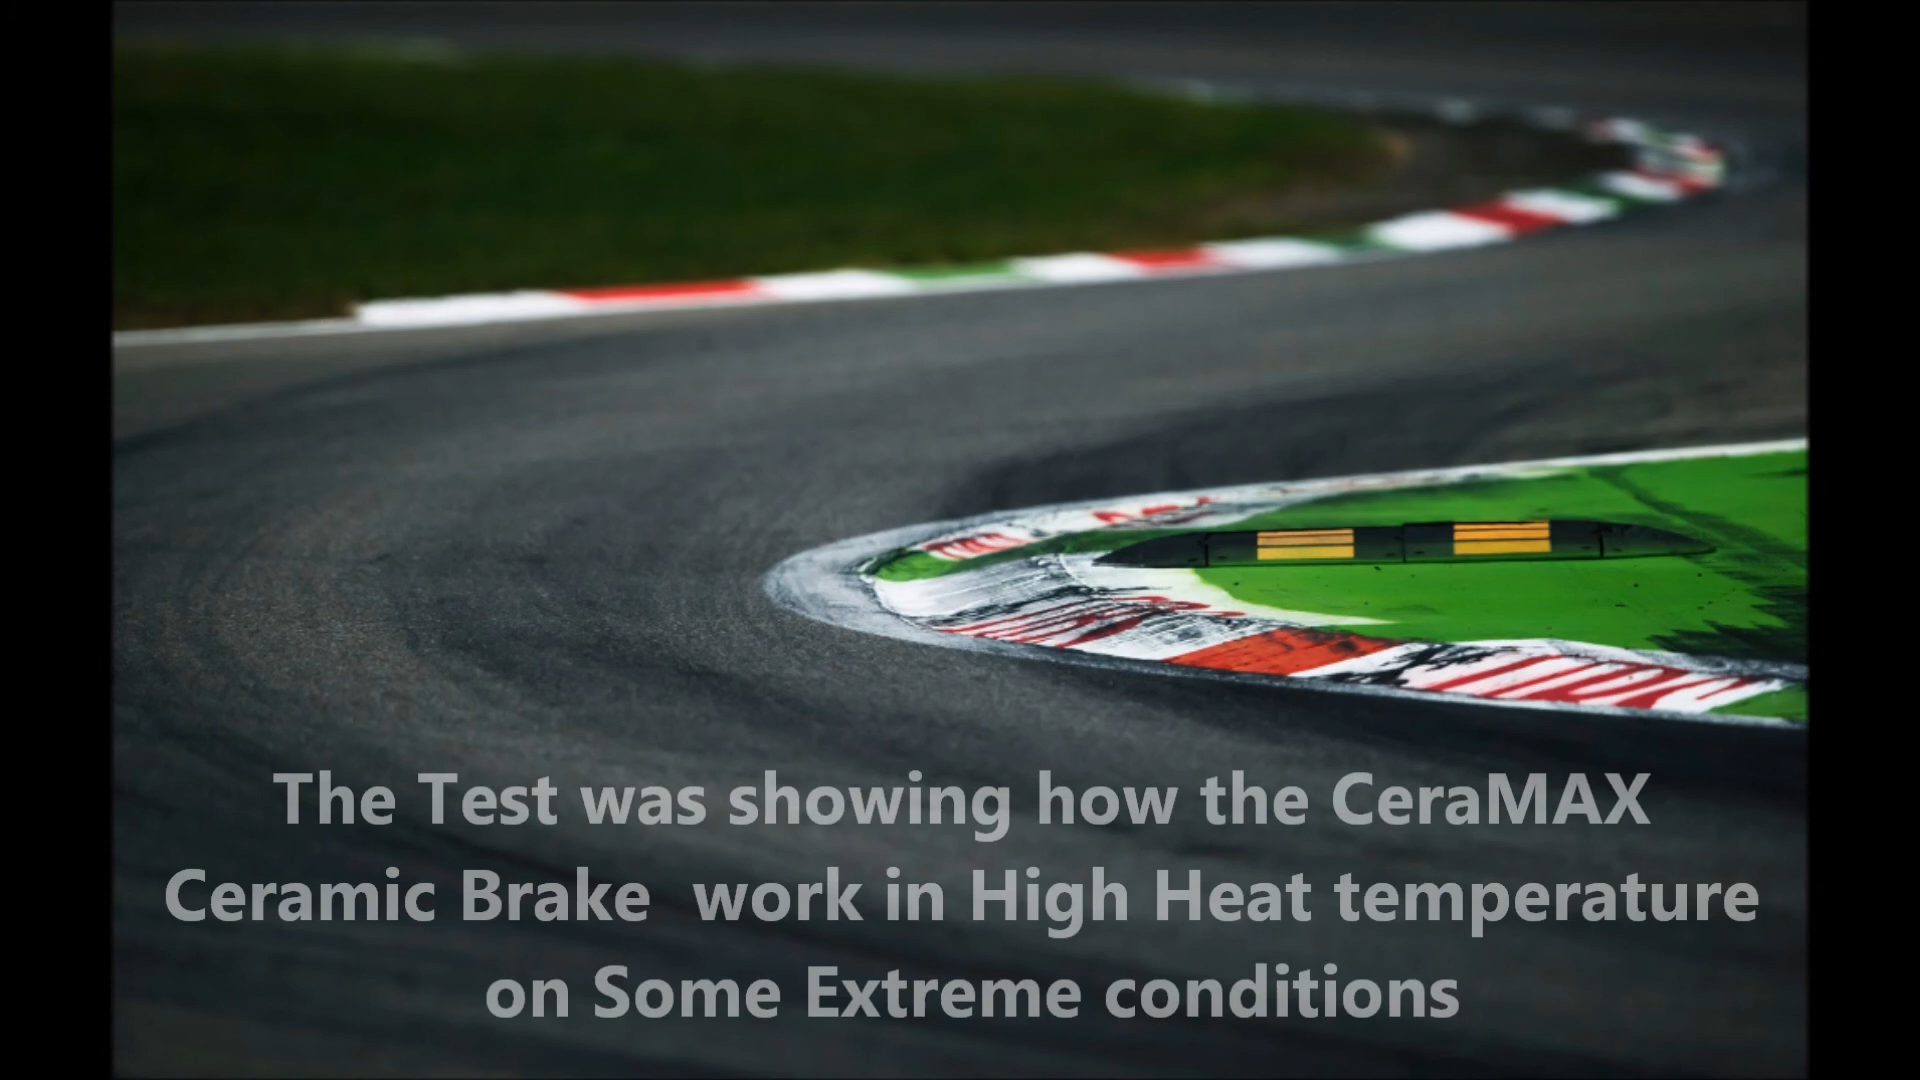 The Test was showing how the CeraMAX
Ceramic Brake  work in High Heat temperature
on Some Extreme conditions